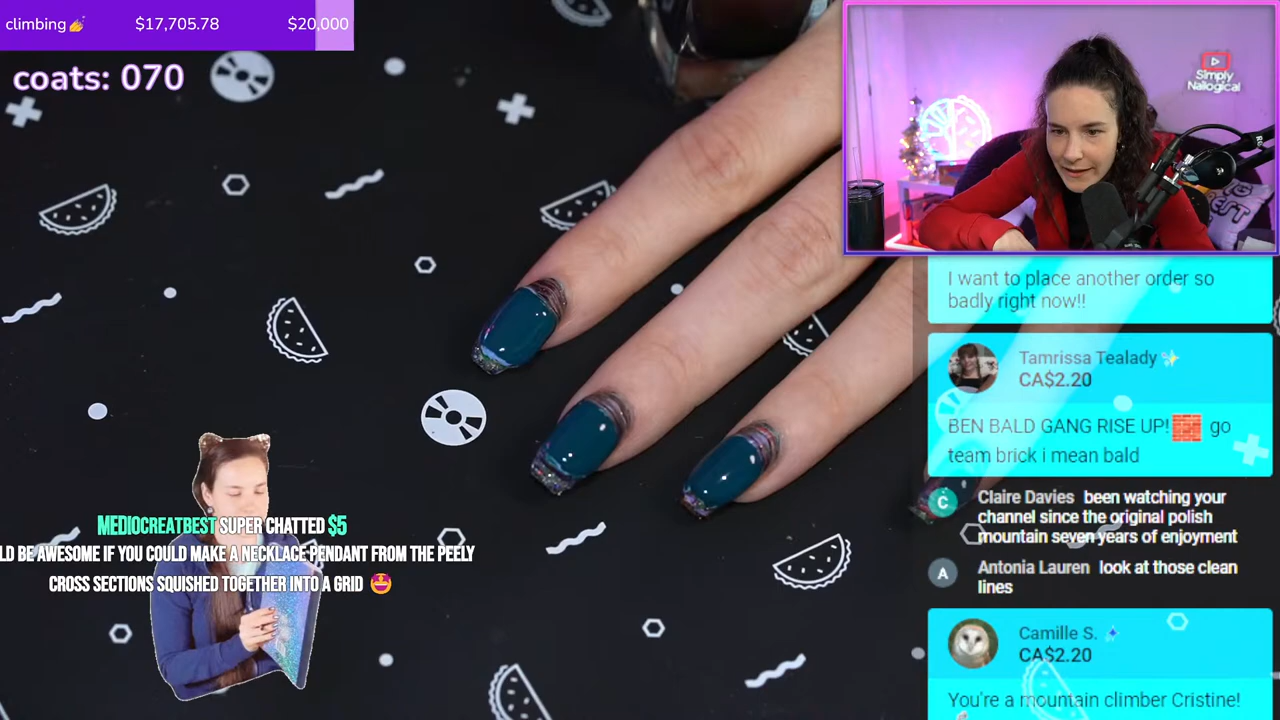 climbing💅 $17,705.78 $20,000
coats: 070
Simply
Nailogical
I want to place another order so
badly right now!!
Tamrissa Tealady ✨
CA$2.20
BEN BALD GANG RISE UP!🧱 go
team brick i mean bald
Claire Davies been watching your
channel since the original polish
mountain seven years of enjoyment
Antonia Lauren look at those clean
lines
Camille S.
CA$2.20
You're a mountain climber Cristine!
MEDIOCREATBEST SUPER CHATTED $5
LD BE AWESOME IF YOU COULD MAKE A NECKLACE PENDANT FROM THE PEELY
CROSS SECTIONS SQUISHED TOGETHER INTO A GRID 🤩